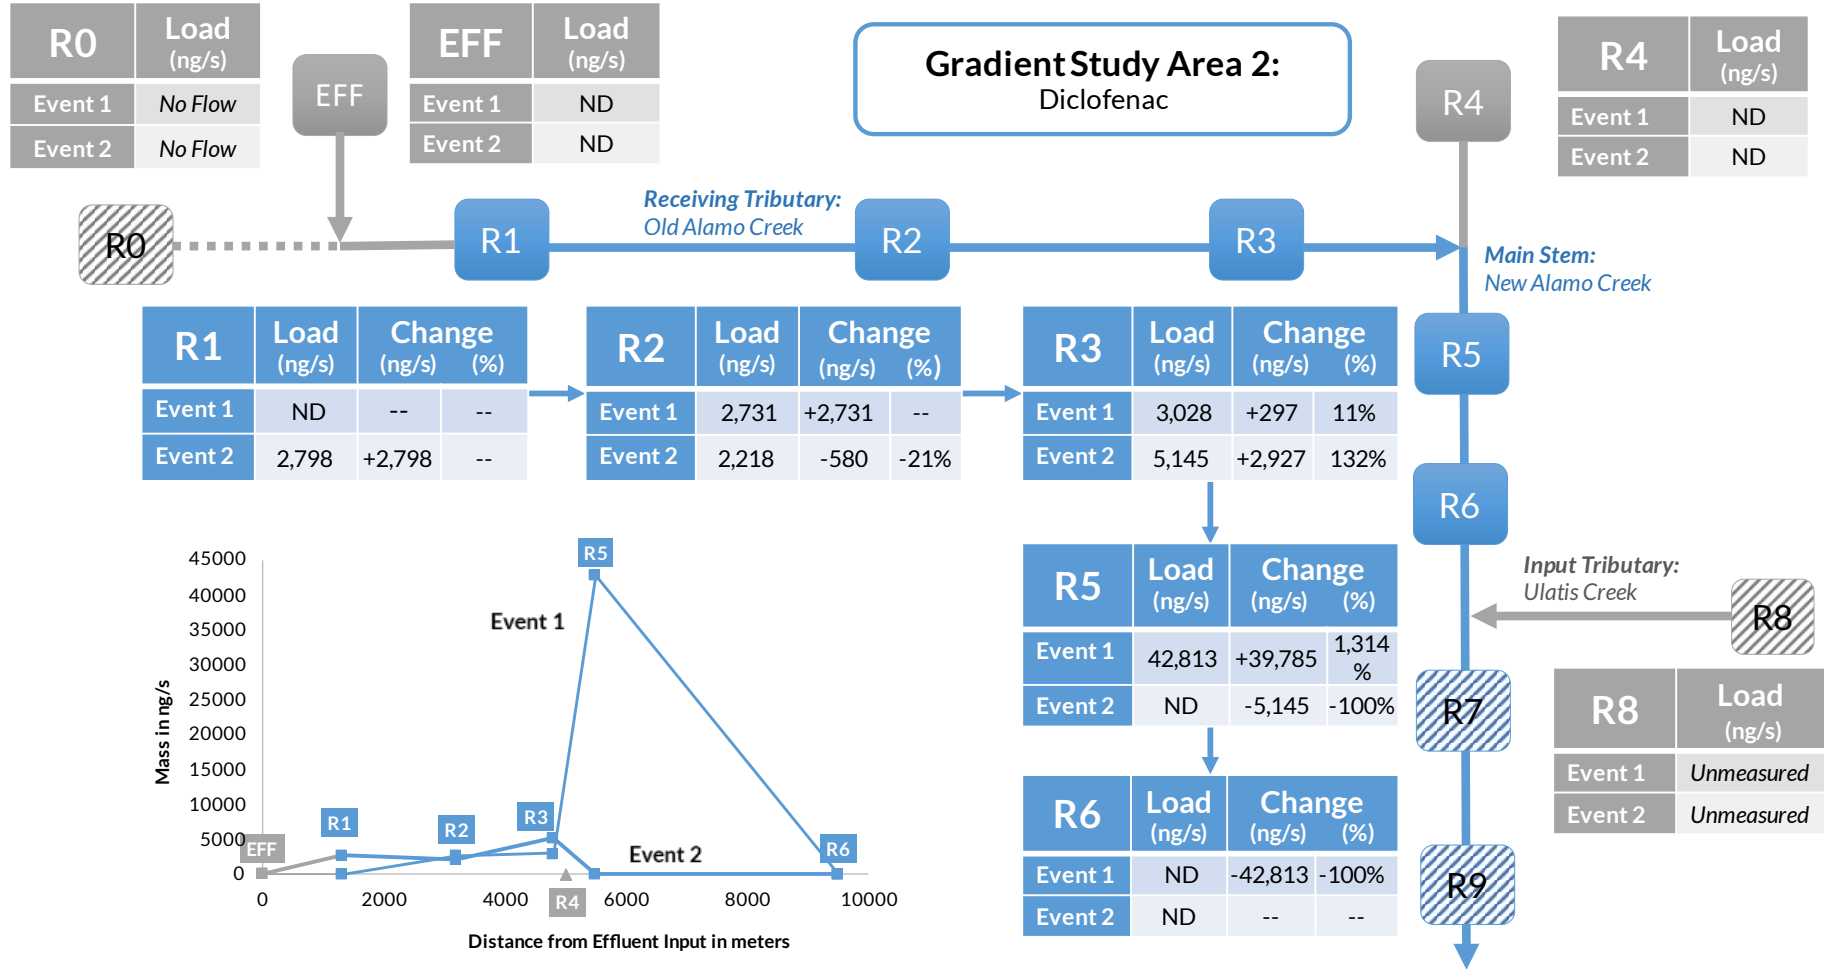 R0 Load
(ng/s)
Event 1 No Flow
Event 2 No Flow
EFF
EFF Load
(ng/s)
Event 1 ND
Event 2 ND
Gradient Study Area 2:
Diclofenac
R4
R4 Load
(ng/s)
Event 1 ND
Event 2 ND
R0
R1
Receiving Tributary:
Old Alamo Creek
R2
R3
Main Stem:
New Alamo Creek
R1 Load Change
(ng/s) (ng/s) (%)
Event 1 ND -- --
Event 2 2,798 +2,798 --
R2 Load Change
(ng/s) (ng/s) (%)
Event 1 2,731 +2,731 --
Event 2 2,218 -580 -21%
R3 Load Change
(ng/s) (ng/s) (%)
Event 1 3,028 +297 11%
Event 2 5,145 +2,927 132%
R5
R6
R5 Load Change
(ng/s) (ng/s) (%)
Event 1 42,813 +39,785 1,314
%
Event 2 ND -5,145 -100%
Input Tributary:
Ulatis Creek
R8
R7
R8 Load
(ng/s)
Event 1 Unmeasured
Event 2 Unmeasured
R6 Load Change
(ng/s) (ng/s) (%)
Event 1 ND -42,813 -100%
Event 2 ND -- --
R9
Mass in ng/s
45000
40000
35000
30000
25000
20000
15000
10000
5000
0
R5
Event 1
R3
R1
R2
EFF
Event 2
R6
R4
0 2000 4000 6000 8000 10000
Distance from Effluent Input in meters